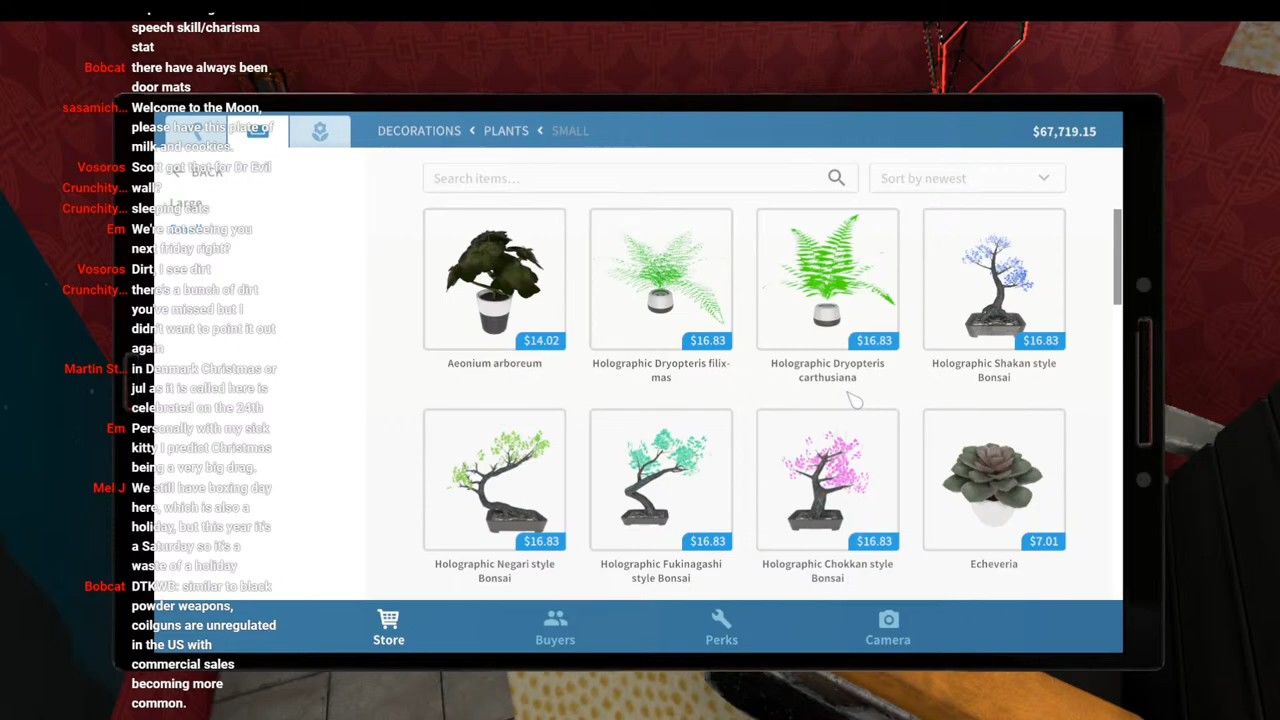 speech skill/charisma
stat
Bobcat there have always been
door mats
sasamich... Welcome to the Moon,
please have this plate of
milk and cookies.
Vosoros Scott got that for Dr Evil
Crunchity... wall?
Crunchity... sleeping cats
Em We're not seeing you
next friday right?
Vosoros Dirt, I see dirt
Crunchity... there's a bunch of dirt
you've missed but I
didn't want to point it out
again
Martin St... in Denmark Christmas or
jul as it is called here is
celebrated on the 24th
Em Personally with my sick
kitty I predict Christmas
being a very big drag.
Mel J We still have boxing day
here, which is also a
holiday, but this year it's
a Saturday so it's a
waste of a holiday
Bobcat DTKWB: similar to black
powder weapons,
coilguns are unregulated
in the US with
commercial sales
becoming more
common.
DECORATIONS < PLANTS < SMALL
$67,719.15
BACK
Large
Search items...
Sort by newest
$14.02
Aeonium arboreum
$16.83
Holographic Dryopteris filix-
mas
$16.83
Holographic Dryopteris
carthusiana
$16.83
Holographic Shakan style
Bonsai
$16.83
Holographic Negari style
Bonsai
$16.83
Holographic Fukinagashi
style Bonsai
$16.83
Holographic Chokkan style
Bonsai
$7.01
Echeveria
Store
Buyers
Perks
Camera